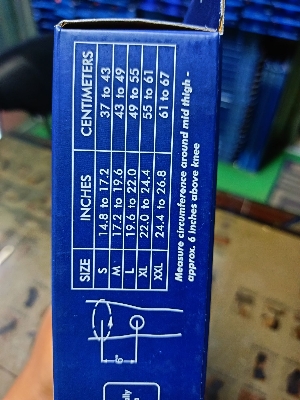 SIZE INCHES CENTIMETERS
S 14.8 to 17.2 37 to 43
M 17.2 to 19.6 43 to 49
L 19.6 to 22.0 49 to 55
XL 22.0 to 24.4 55 to 61
XXL 24.4 to 26.8 61 to 67
Measure circumference around mid thigh -
approx. 6 inches above knee
6"